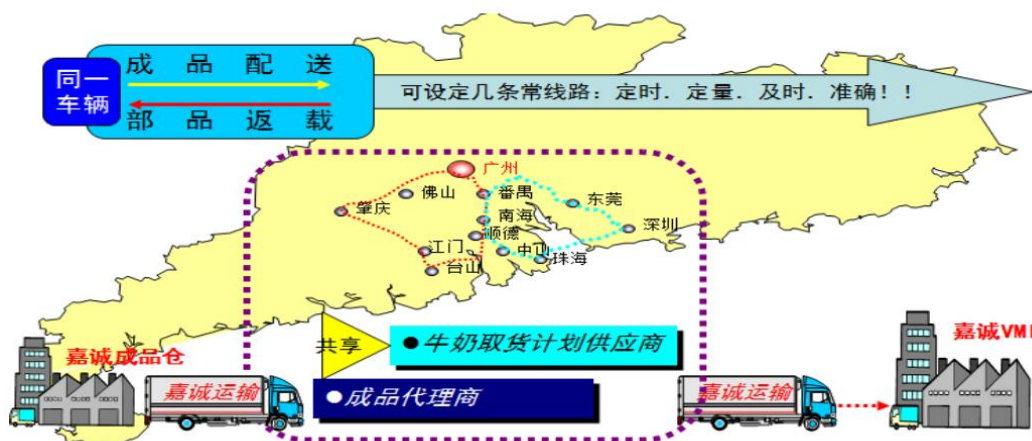 同一
车辆
成品配送
部品返载
可设定几条常线路：定时．定量．及时．准确！！
广州
佛山
番禺
东莞
肇庆
南海
顺德
深圳
江门
中山
珠海
台山
共享
●牛奶取货计划供应商
●成品代理商
嘉诚成品仓
嘉诚运输
嘉诚运输
嘉诚VMI